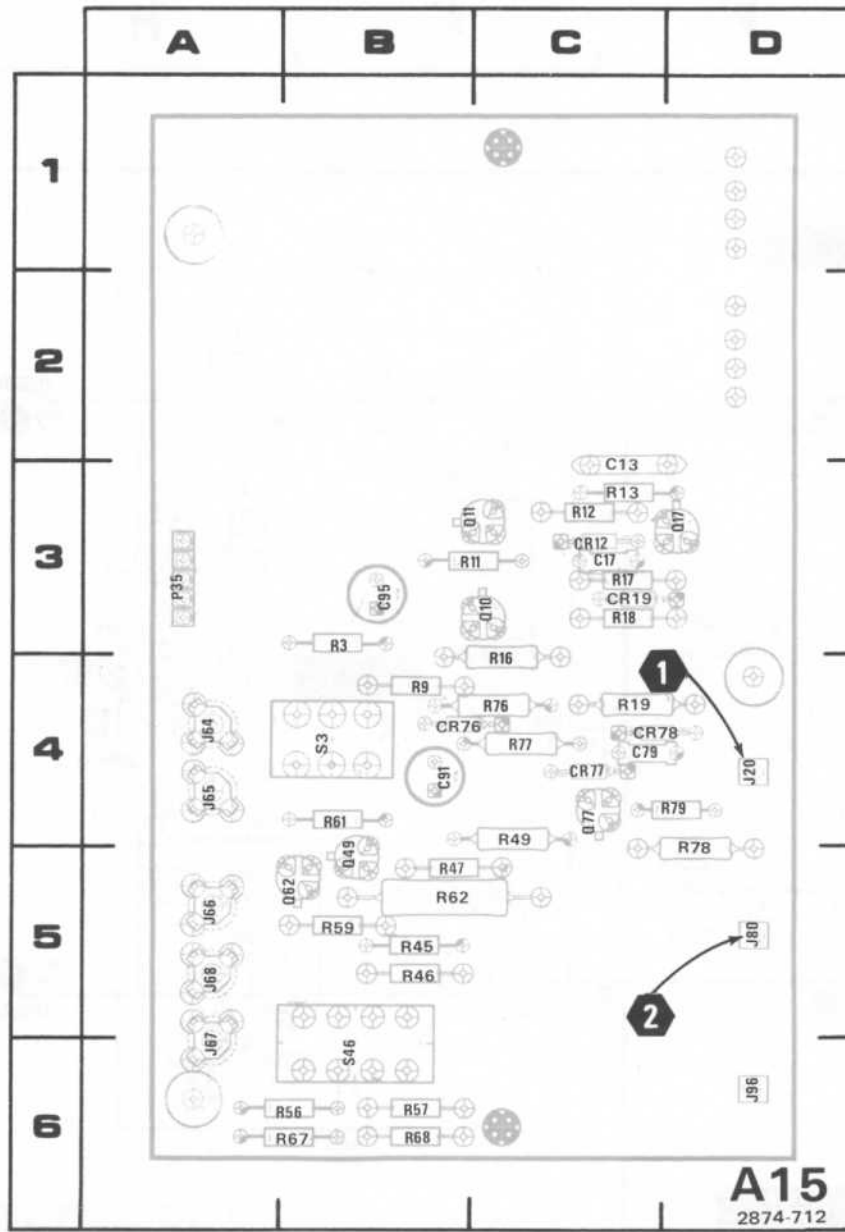 A B C D
1
2
C13
R13
R12
Q11
Q17
3
CR12
R11
C17
P35
R17
C95
CR19
Q10
R18
R3
R16
1
R9
R76
R19
J64
CR76
CR78
S3
R77
4
C79
C91
CR77
J20
J65
Q77
R79
R61
R49
R78
Q49
R47
Q62
R62
J66
R59
5
J80
R45
R46
J68
2
J67
S46
J96
R56
R57
6
R67
R68
A15
2874-712